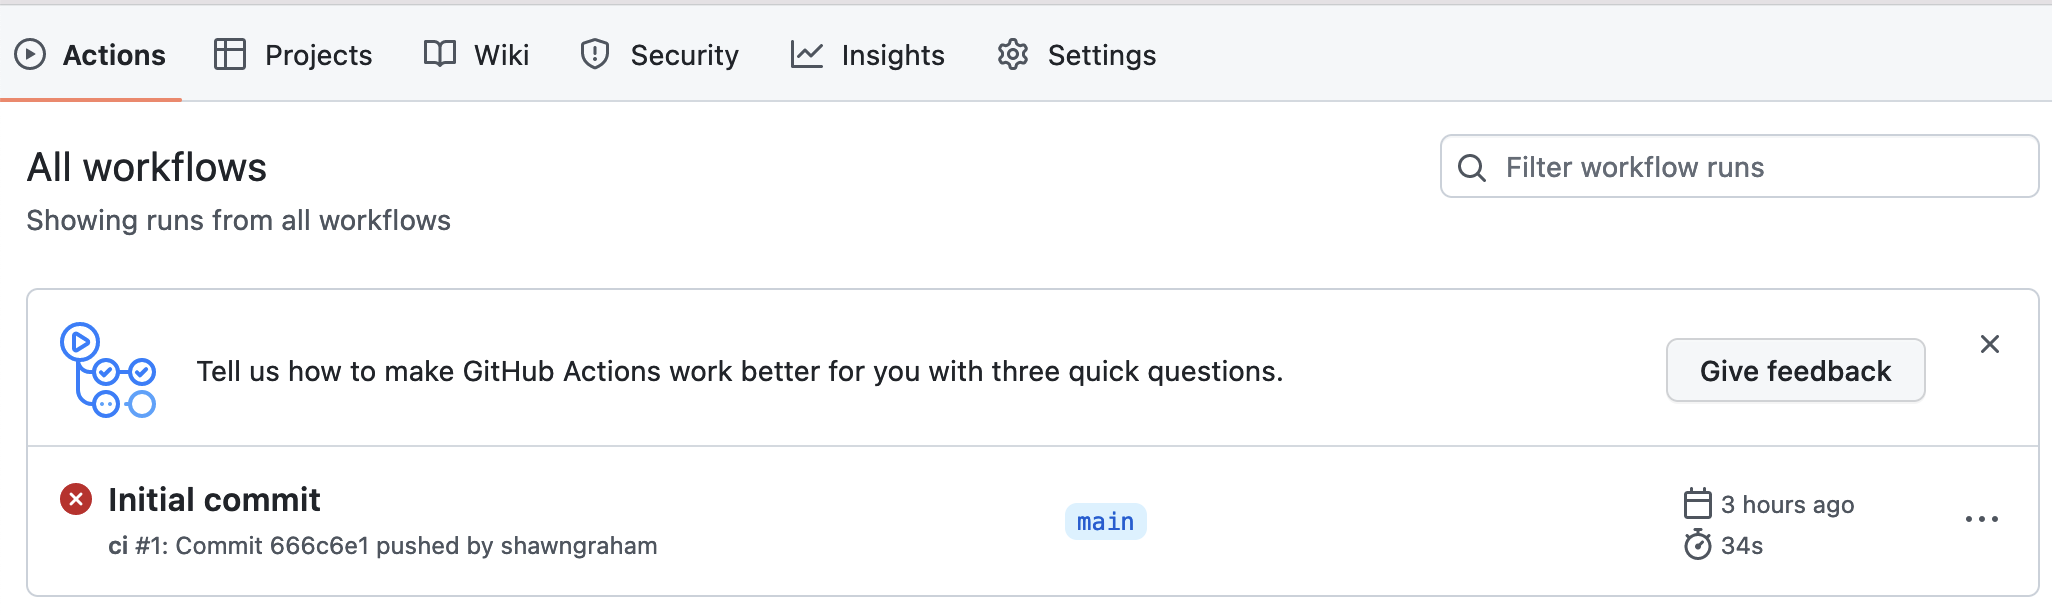 Actions Projects Wiki Security Insights Settings
All workflows
Filter workflow runs
Showing runs from all workflows
Tell us how to make GitHub Actions work better for you with three quick questions.
Give feedback
Initial commit
ci #1: Commit 666c6e1 pushed by shawngraham
main
3 hours ago
34s